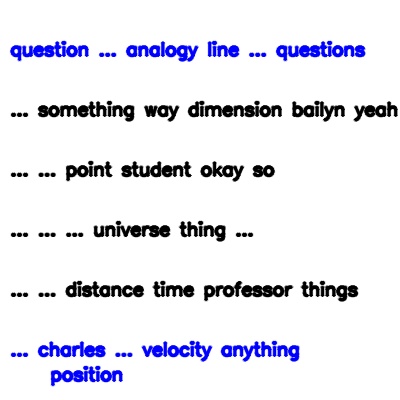 question ... analogy line ... questions
... something way dimension bailyn yeah
... ... point student okay so
... ... ... universe thing ...
... ... distance time professor things
... charles ... velocity anything
position